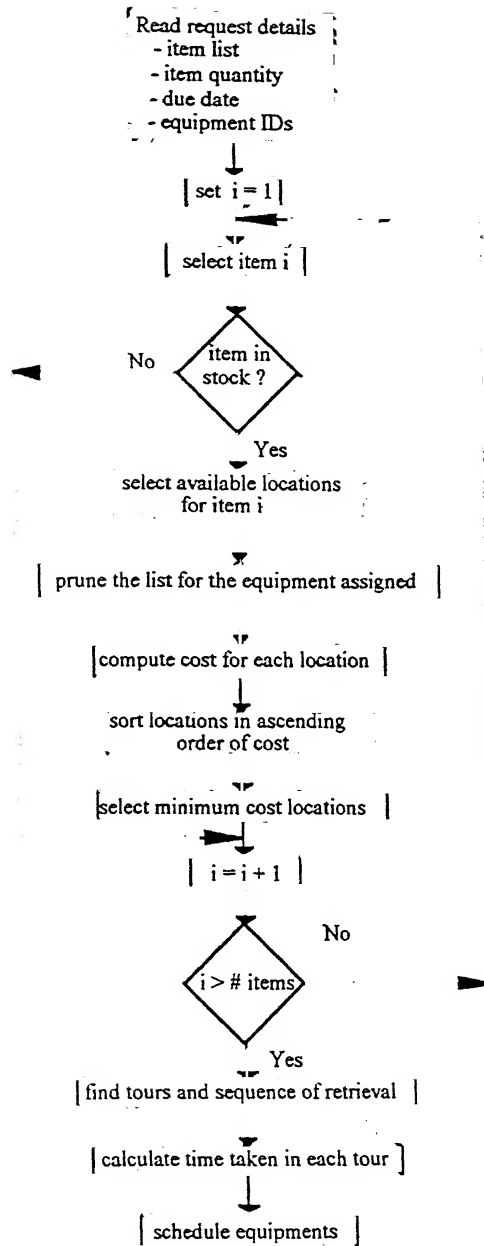 Read request details
- item list
- item quantity
- due date
- equipment IDs
set i = 1
select item i
No
item in
stock ?
Yes
select available locations
for item i
prune the list for the equipment assigned
compute cost for each location
sort locations in ascending
order of cost
select minimum cost locations
i = i + 1
No
i > # items
Yes
find tours and sequence of retrieval
calculate time taken in each tour
schedule equipments